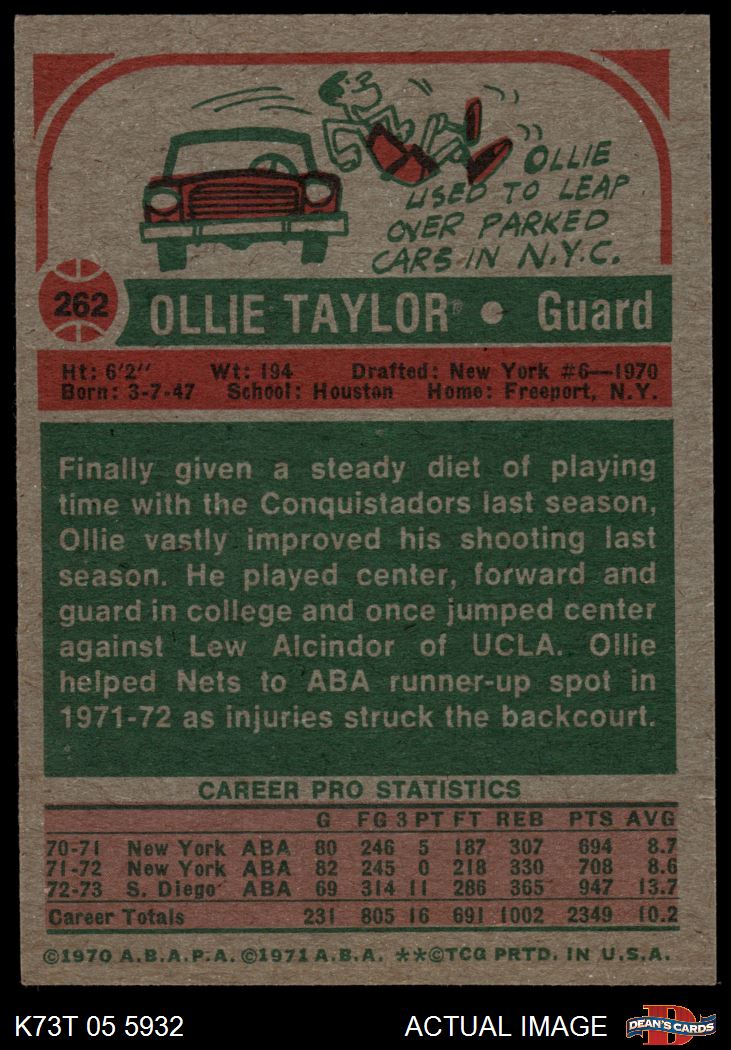 OLLIE
USED TO LEAP
OVER PARKED
CARS IN N.Y.C.
262
OLLIE TAYLOR • Guard
Ht: 6'2" Wt: 194 Drafted: New York #6—1970
Born: 3-7-47 School: Houston Home: Freeport, N.Y.
Finally given a steady diet of playing
time with the Conquistadors last season,
Ollie vastly improved his shooting last
season. He played center, forward and
guard in college and once jumped center
against Lew Alcindor of UCLA. Ollie
helped Nets to ABA runner-up spot in
1971-72 as injuries struck the backcourt.
CAREER PRO STATISTICS
G FG 3 PT FT REB PTS AVG
70-71 New York ABA 80 246 5 187 307 694 8.7
71-72 New York ABA 82 245 0 218 330 708 8.6
72-73 S. Diego ABA 69 314 11 286 365 947 13.7
Career Totals 231 805 16 691 1002 2349 10.2
©1970 A.B.A.P.A. ©1971 A.B.A. **©TCG PRTD. IN U.S.A.
K73T 05 5932 ACTUAL IMAGE DEAN'S CARDS